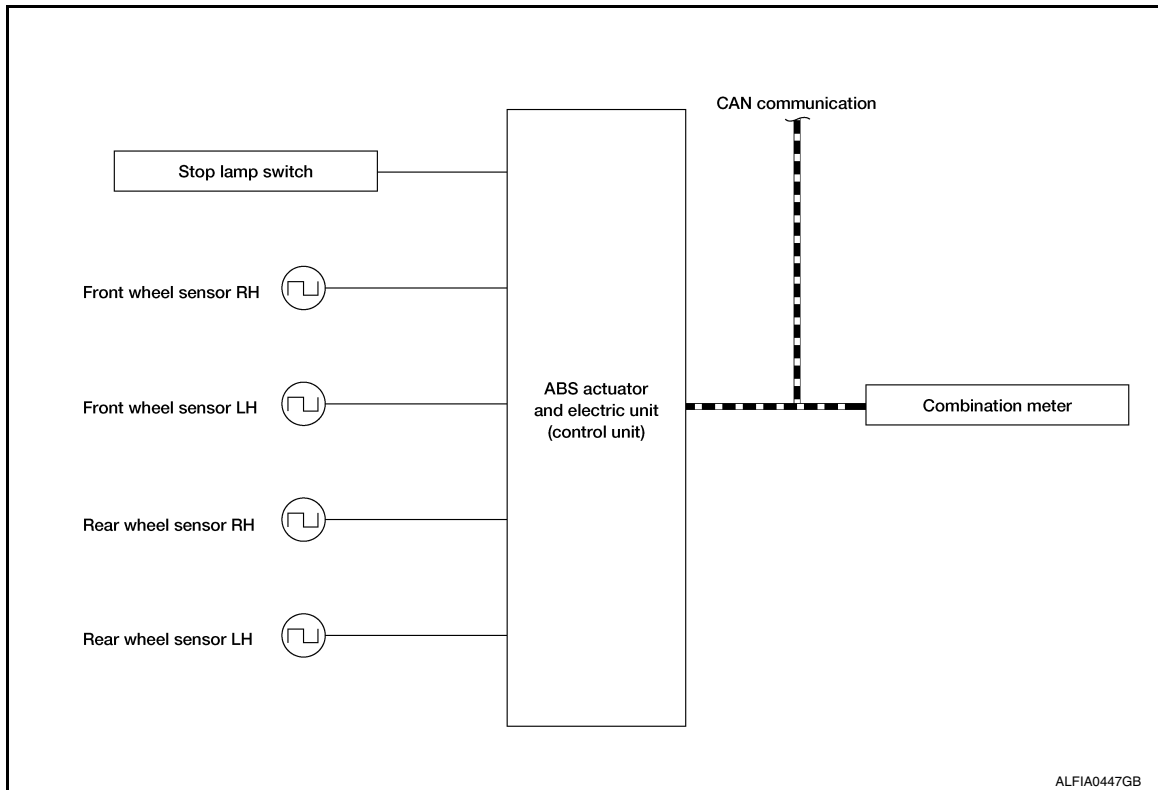 CAN communication
Stop lamp switch
Front wheel sensor RH
Front wheel sensor LH
ABS actuator
and electric unit
(control unit)
Combination meter
Rear wheel sensor RH
Rear wheel sensor LH
ALFIA0447GB